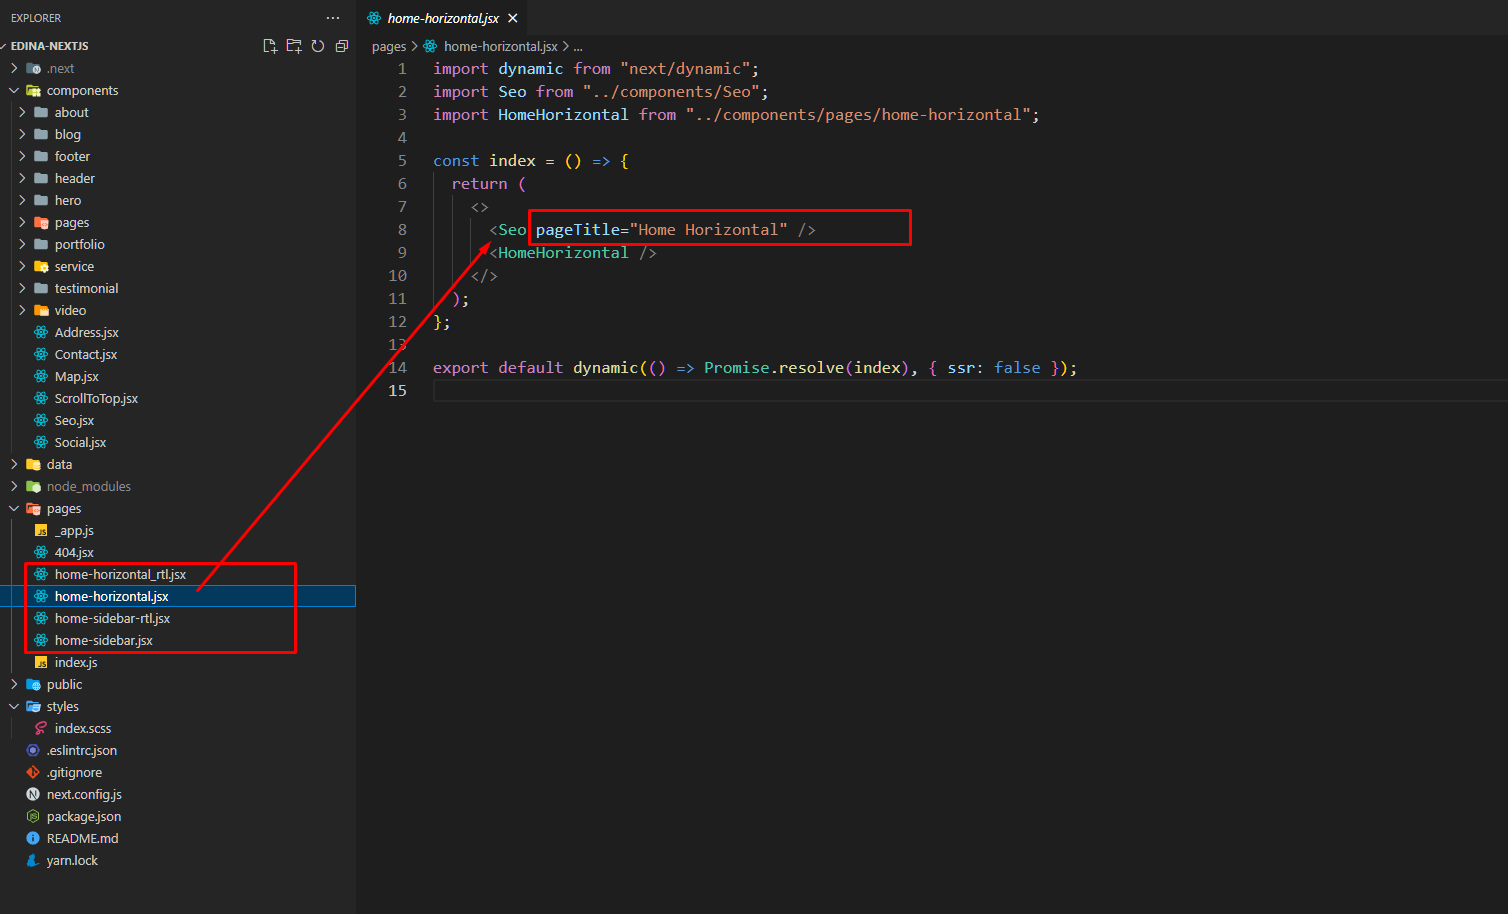 EXPLORER
EDINA-NEXTJS
.next
components
about
blog
footer
header
hero
pages
portfolio
service
testimonial
video
Address.jsx
Contact.jsx
Map.jsx
ScrollToTop.jsx
Seo.jsx
Social.jsx
data
node_modules
pages
_app.js
404.jsx
home-horizontal_rtl.jsx
home-horizontal.jsx
home-sidebar-rtl.jsx
home-sidebar.jsx
index.js
public
styles
index.scss
.eslintrc.json
.gitignore
next.config.js
package.json
README.md
yarn.lock
home-horizontal.jsx
pages > home-horizontal.jsx > ...
1 import dynamic from "next/dynamic";
2 import Seo from "../components/Seo";
3 import HomeHorizontal from "../components/pages/home-horizontal";
4
5 const index = () => {
6 return (
7 <>
8 <Seo pageTitle="Home Horizontal" />
9 <HomeHorizontal />
10 </>
11 );
12 };
13
14 export default dynamic(() => Promise.resolve(index), { ssr: false });
15